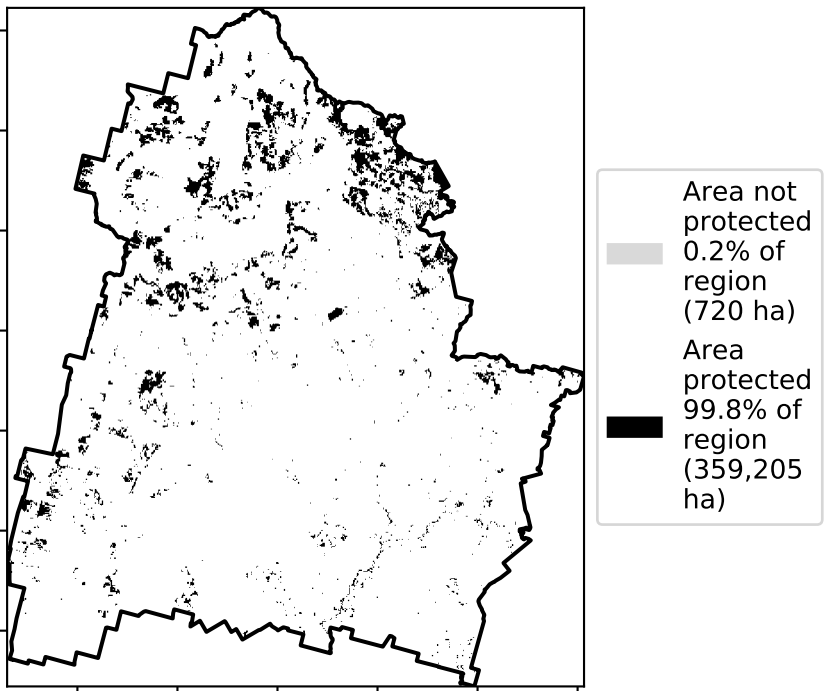 Area not
protected
0.2% of
region
(720 ha)
Area
protected
99.8% of
region
(359,205
ha)